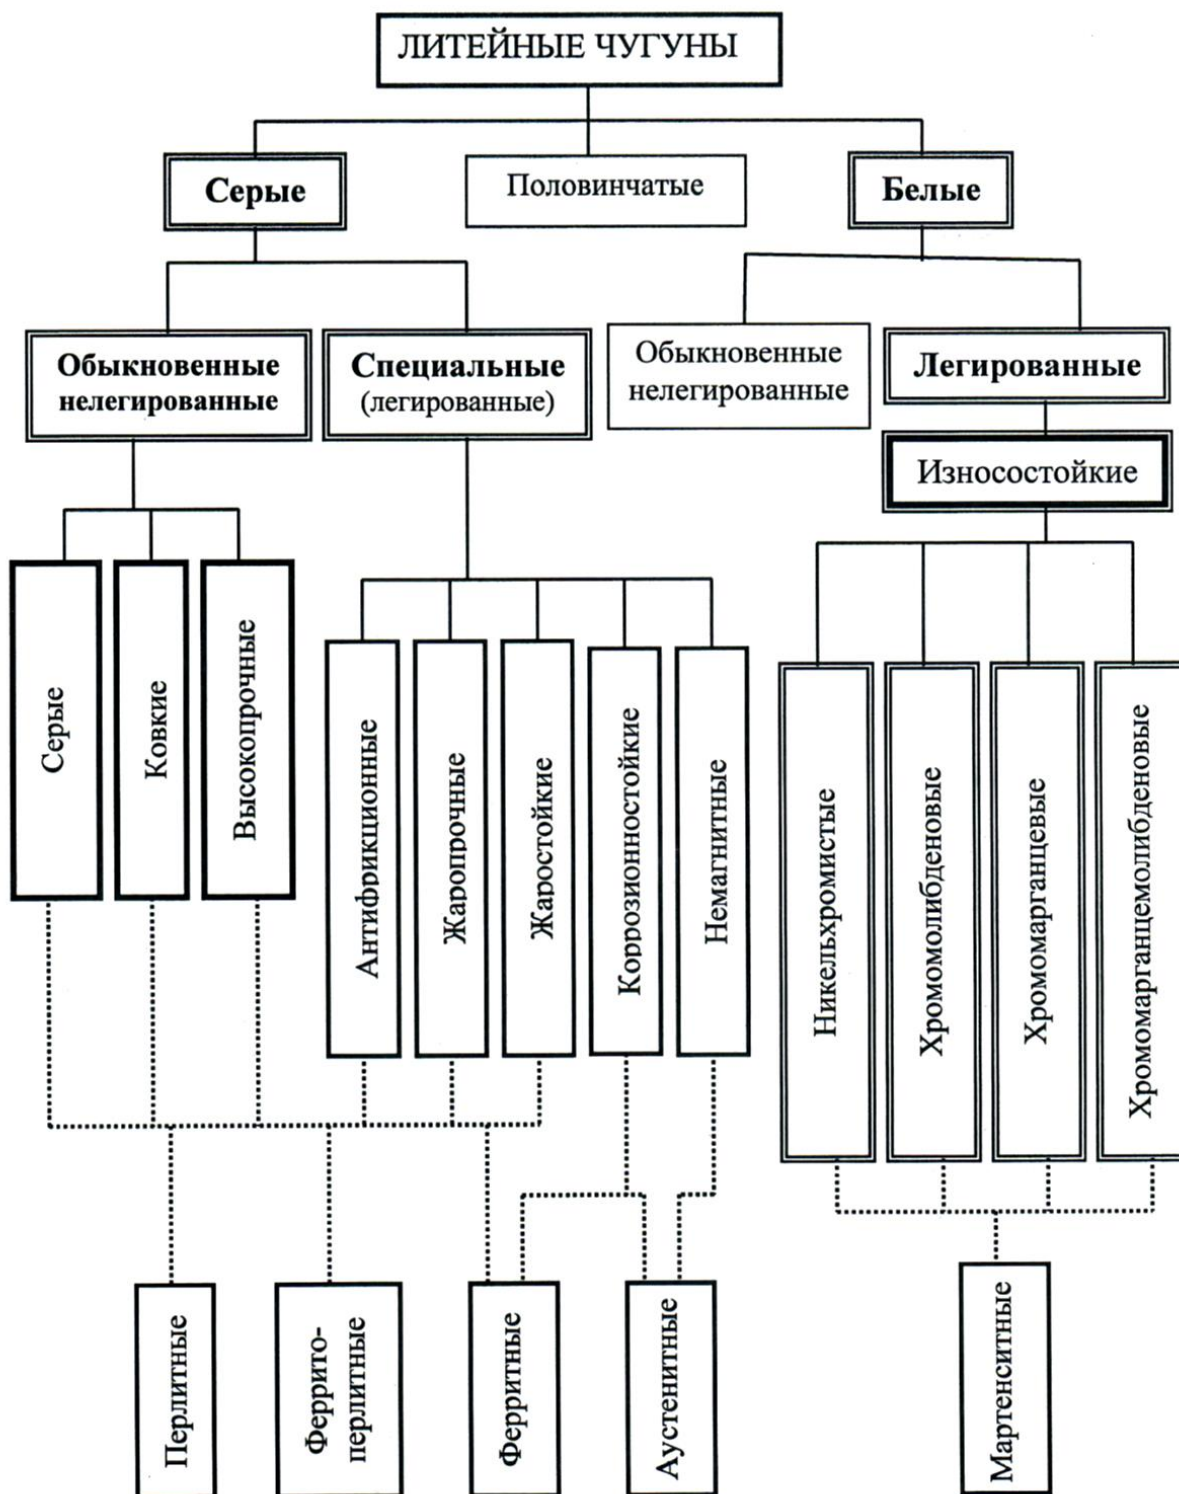 ЛИТЕЙНЫЕ ЧУГУНЫ
Серые
Половинчатые
Белые
Обыкновенные
нелегированные
Специальные
(легированные)
Обыкновенные
нелегированные
Легированные
Износостойкие
Серые
Ковкие
Высокопрочные
Антифрикционные
Жаропрочные
Жаростойкие
Коррозионностойкие
Немагнитные
Никельхромистые
Хромомолибденовые
Хромомарганцевые
Хромомарганцемолибденовые
Перлитные
Феррито-
перлитные
Ферритные
Аустенитные
Мартенситные